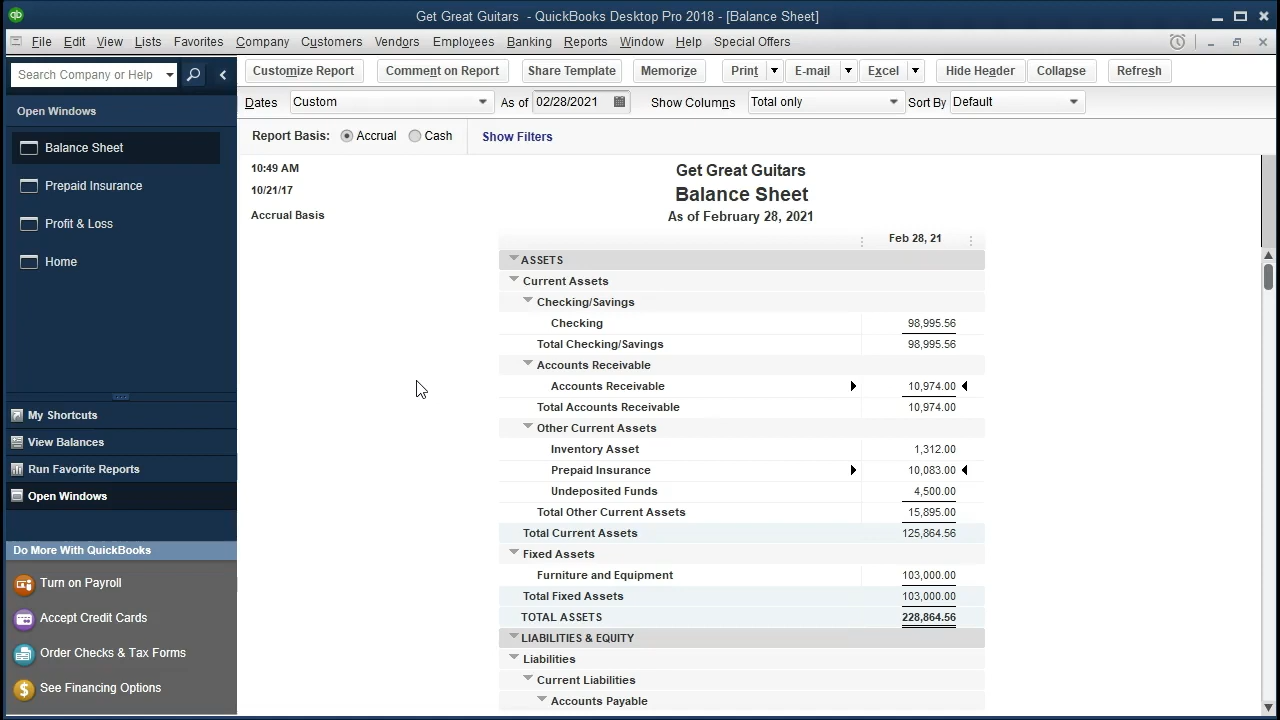 Get Great Guitars - QuickBooks Desktop Pro 2018 - [Balance Sheet]
File Edit View Lists Favorites Company Customers Vendors Employees Banking Reports Window Help Special Offers
Search Company or Help
Customize Report Comment on Report Share Template Memorize Print E-mail Excel Hide Header Collapse Refresh
Dates Custom As of 02/28/2021 Show Columns Total only Sort By Default
Open Windows
Balance Sheet
Prepaid Insurance
Profit & Loss
Home
My Shortcuts
View Balances
Run Favorite Reports
Open Windows
Do More With QuickBooks
Turn on Payroll
Accept Credit Cards
Order Checks & Tax Forms
See Financing Options
Report Basis: Accrual Cash Show Filters
10:49 AM
10/21/17
Accrual Basis
Get Great Guitars
Balance Sheet
As of February 28, 2021
Feb 28, 21
ASSETS
Current Assets
Checking/Savings
Checking 98,995.56
Total Checking/Savings 98,995.56
Accounts Receivable
Accounts Receivable 10,974.00
Total Accounts Receivable 10,974.00
Other Current Assets
Inventory Asset 1,312.00
Prepaid Insurance 10,083.00
Undeposited Funds 4,500.00
Total Other Current Assets 15,895.00
Total Current Assets 125,864.56
Fixed Assets
Furniture and Equipment 103,000.00
Total Fixed Assets 103,000.00
TOTAL ASSETS 228,864.56
LIABILITIES & EQUITY
Liabilities
Current Liabilities
Accounts Payable